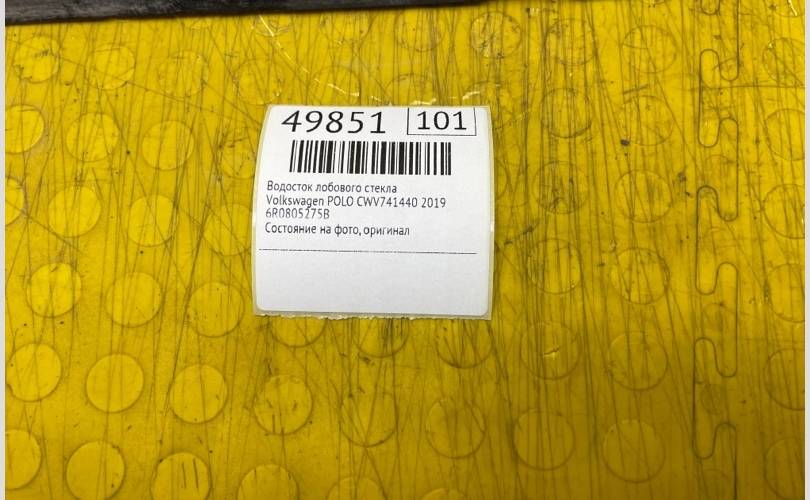 49851 101
Водосток лобового стекла
Volkswagen POLO CWV741440 2019
6R0805275B
Состояние на фото, оригинал